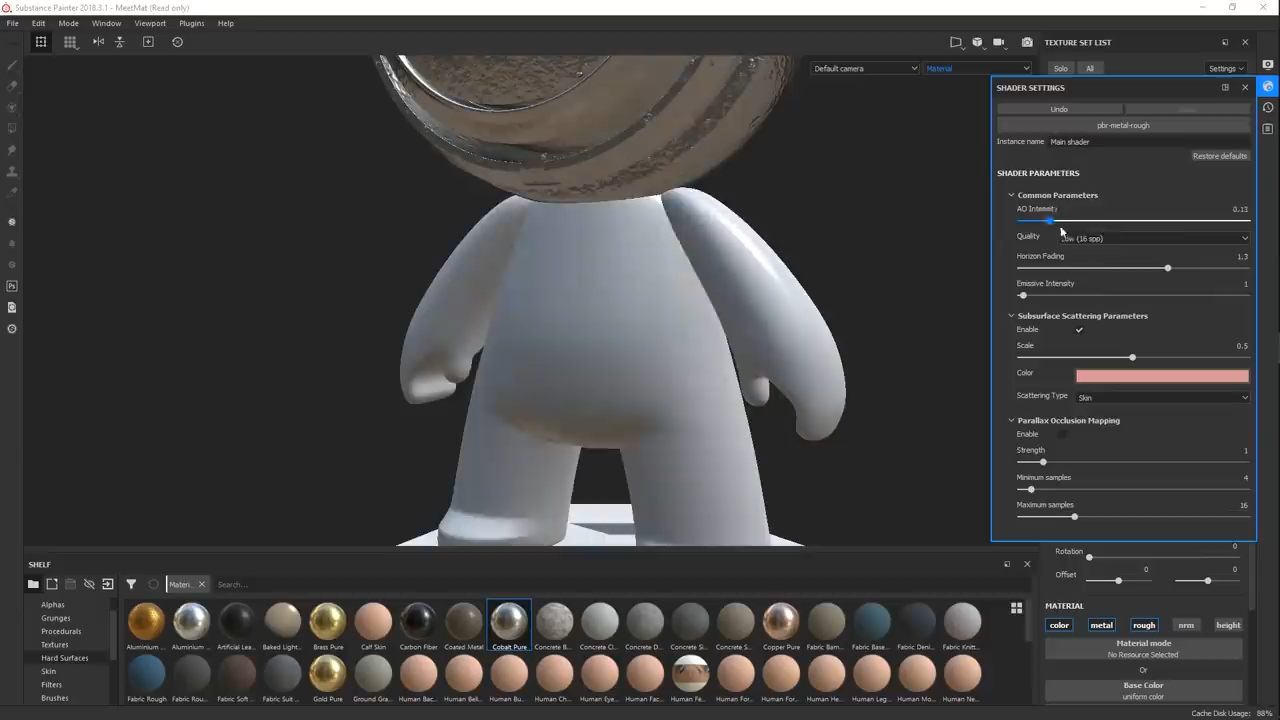 Substance Painter 2018.3.1 - MeetMat (Read only)
File Edit Mode Window Viewport Plugins Help
Default camera
Material
TEXTURE SET LIST
Solo All Settings
SHADER SETTINGS
Undo
pbr-metal-rough
Instance name Main shader
Restore defaults
SHADER PARAMETERS
Common Parameters
AO Intensity 0.13
Quality (16 spp)
Horizon Fading 1.3
Emissive Intensity 1
Subsurface Scattering Parameters
Enable
Scale 0.5
Color
Scattering Type Skin
Parallax Occlusion Mapping
Enable
Strength 1
Minimum samples 4
Maximum samples 16
Rotation 0
Offset 0 0
MATERIAL
color metal rough nrm height
Material mode
No Resource Selected
Or
Base Color
uniform color
SHELF
Materi... Search...
Alphas
Grunges
Procedurals
Textures
Hard Surfaces
Skin
Filters
Brushes
Aluminium ... Aluminium ... Artificial Lea... Baked Light... Brass Pure Calf Skin Carbon Fiber Coated Metal Cobalt Pure Concrete B... Concrete Cl... Concrete D... Concrete Si... Concrete S... Copper Pure Fabric Bam... Fabric Base... Fabric Deni... Fabric Knitt...
Fabric Rough Fabric Rou... Fabric Soft ... Fabric Suit ... Gold Pure Ground Gra... Human Bac... Human Bell... Human Bu... Human Ch... Human Eye... Human Fac... Human Fe... Human For... Human For... Human Hea... Human Leg... Human Mo... Human Ne...
Cache Disk Usage: 88%